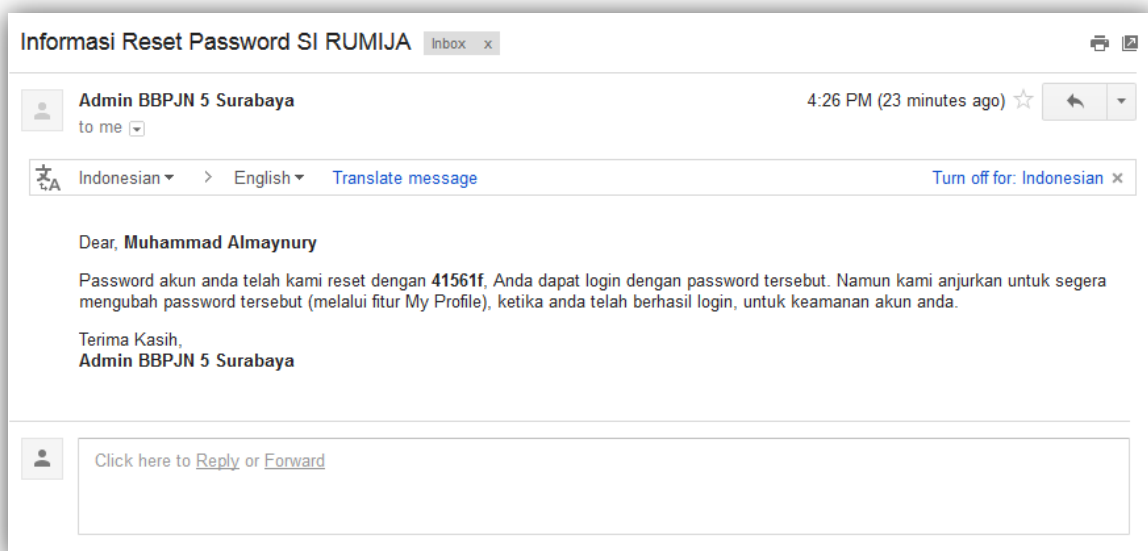 Informasi Reset Password SI RUMIJA Inbox x
Admin BBPJN 5 Surabaya 4:26 PM (23 minutes ago)
to me
Indonesian > English Translate message Turn off for: Indonesian ×
Dear, Muhammad Almaynury
Password akun anda telah kami reset dengan 41561f, Anda dapat login dengan password tersebut. Namun kami anjurkan untuk segera
mengubah password tersebut (melalui fitur My Profile), ketika anda telah berhasil login, untuk keamanan akun anda.
Terima Kasih,
Admin BBPJN 5 Surabaya
Click here to Reply or Forward